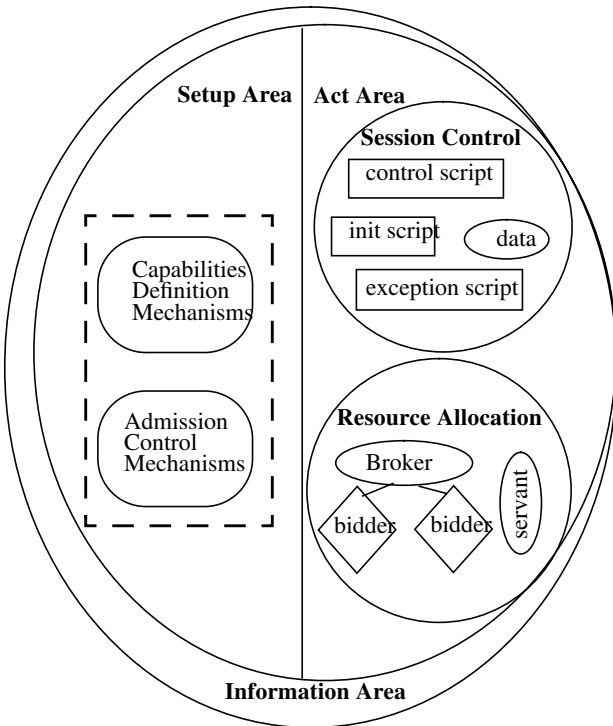 Setup Area
Act Area
Session Control
control script
init script
data
exception script
Capabilities
Definition
Mechanisms
Admission
Control
Mechanisms
Resource Allocation
Broker
bidder
bidder
servant
Information Area